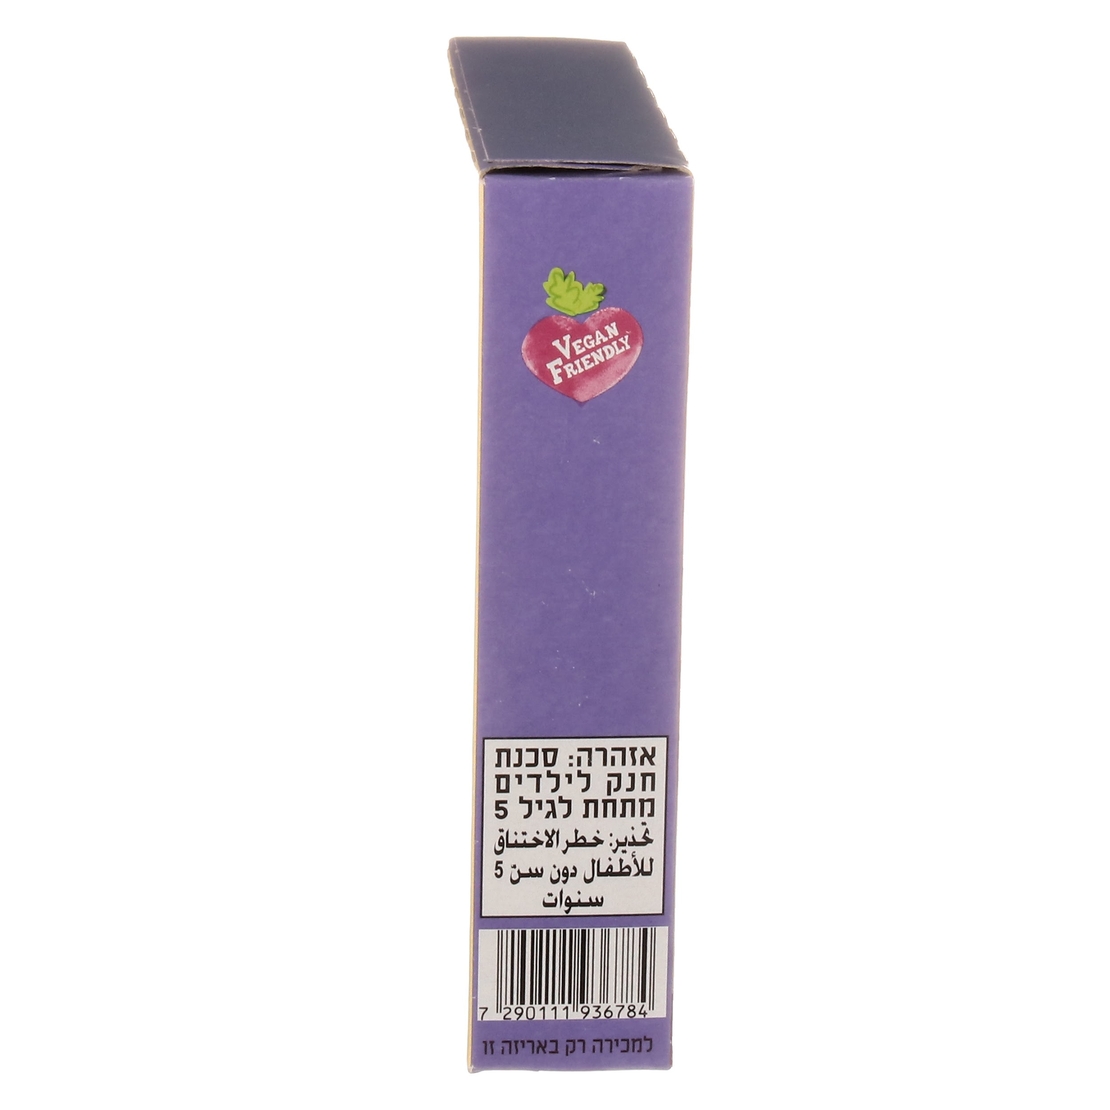 VEGAN
FRIENDLY
אזהרה: סכנת
חנק לילדים
מתחת לגיל 5
تحذير: خطر الاختناق
للأطفال دون سنّ 5
سنوات
7 290111 936784
למכירה רק באריזה זו